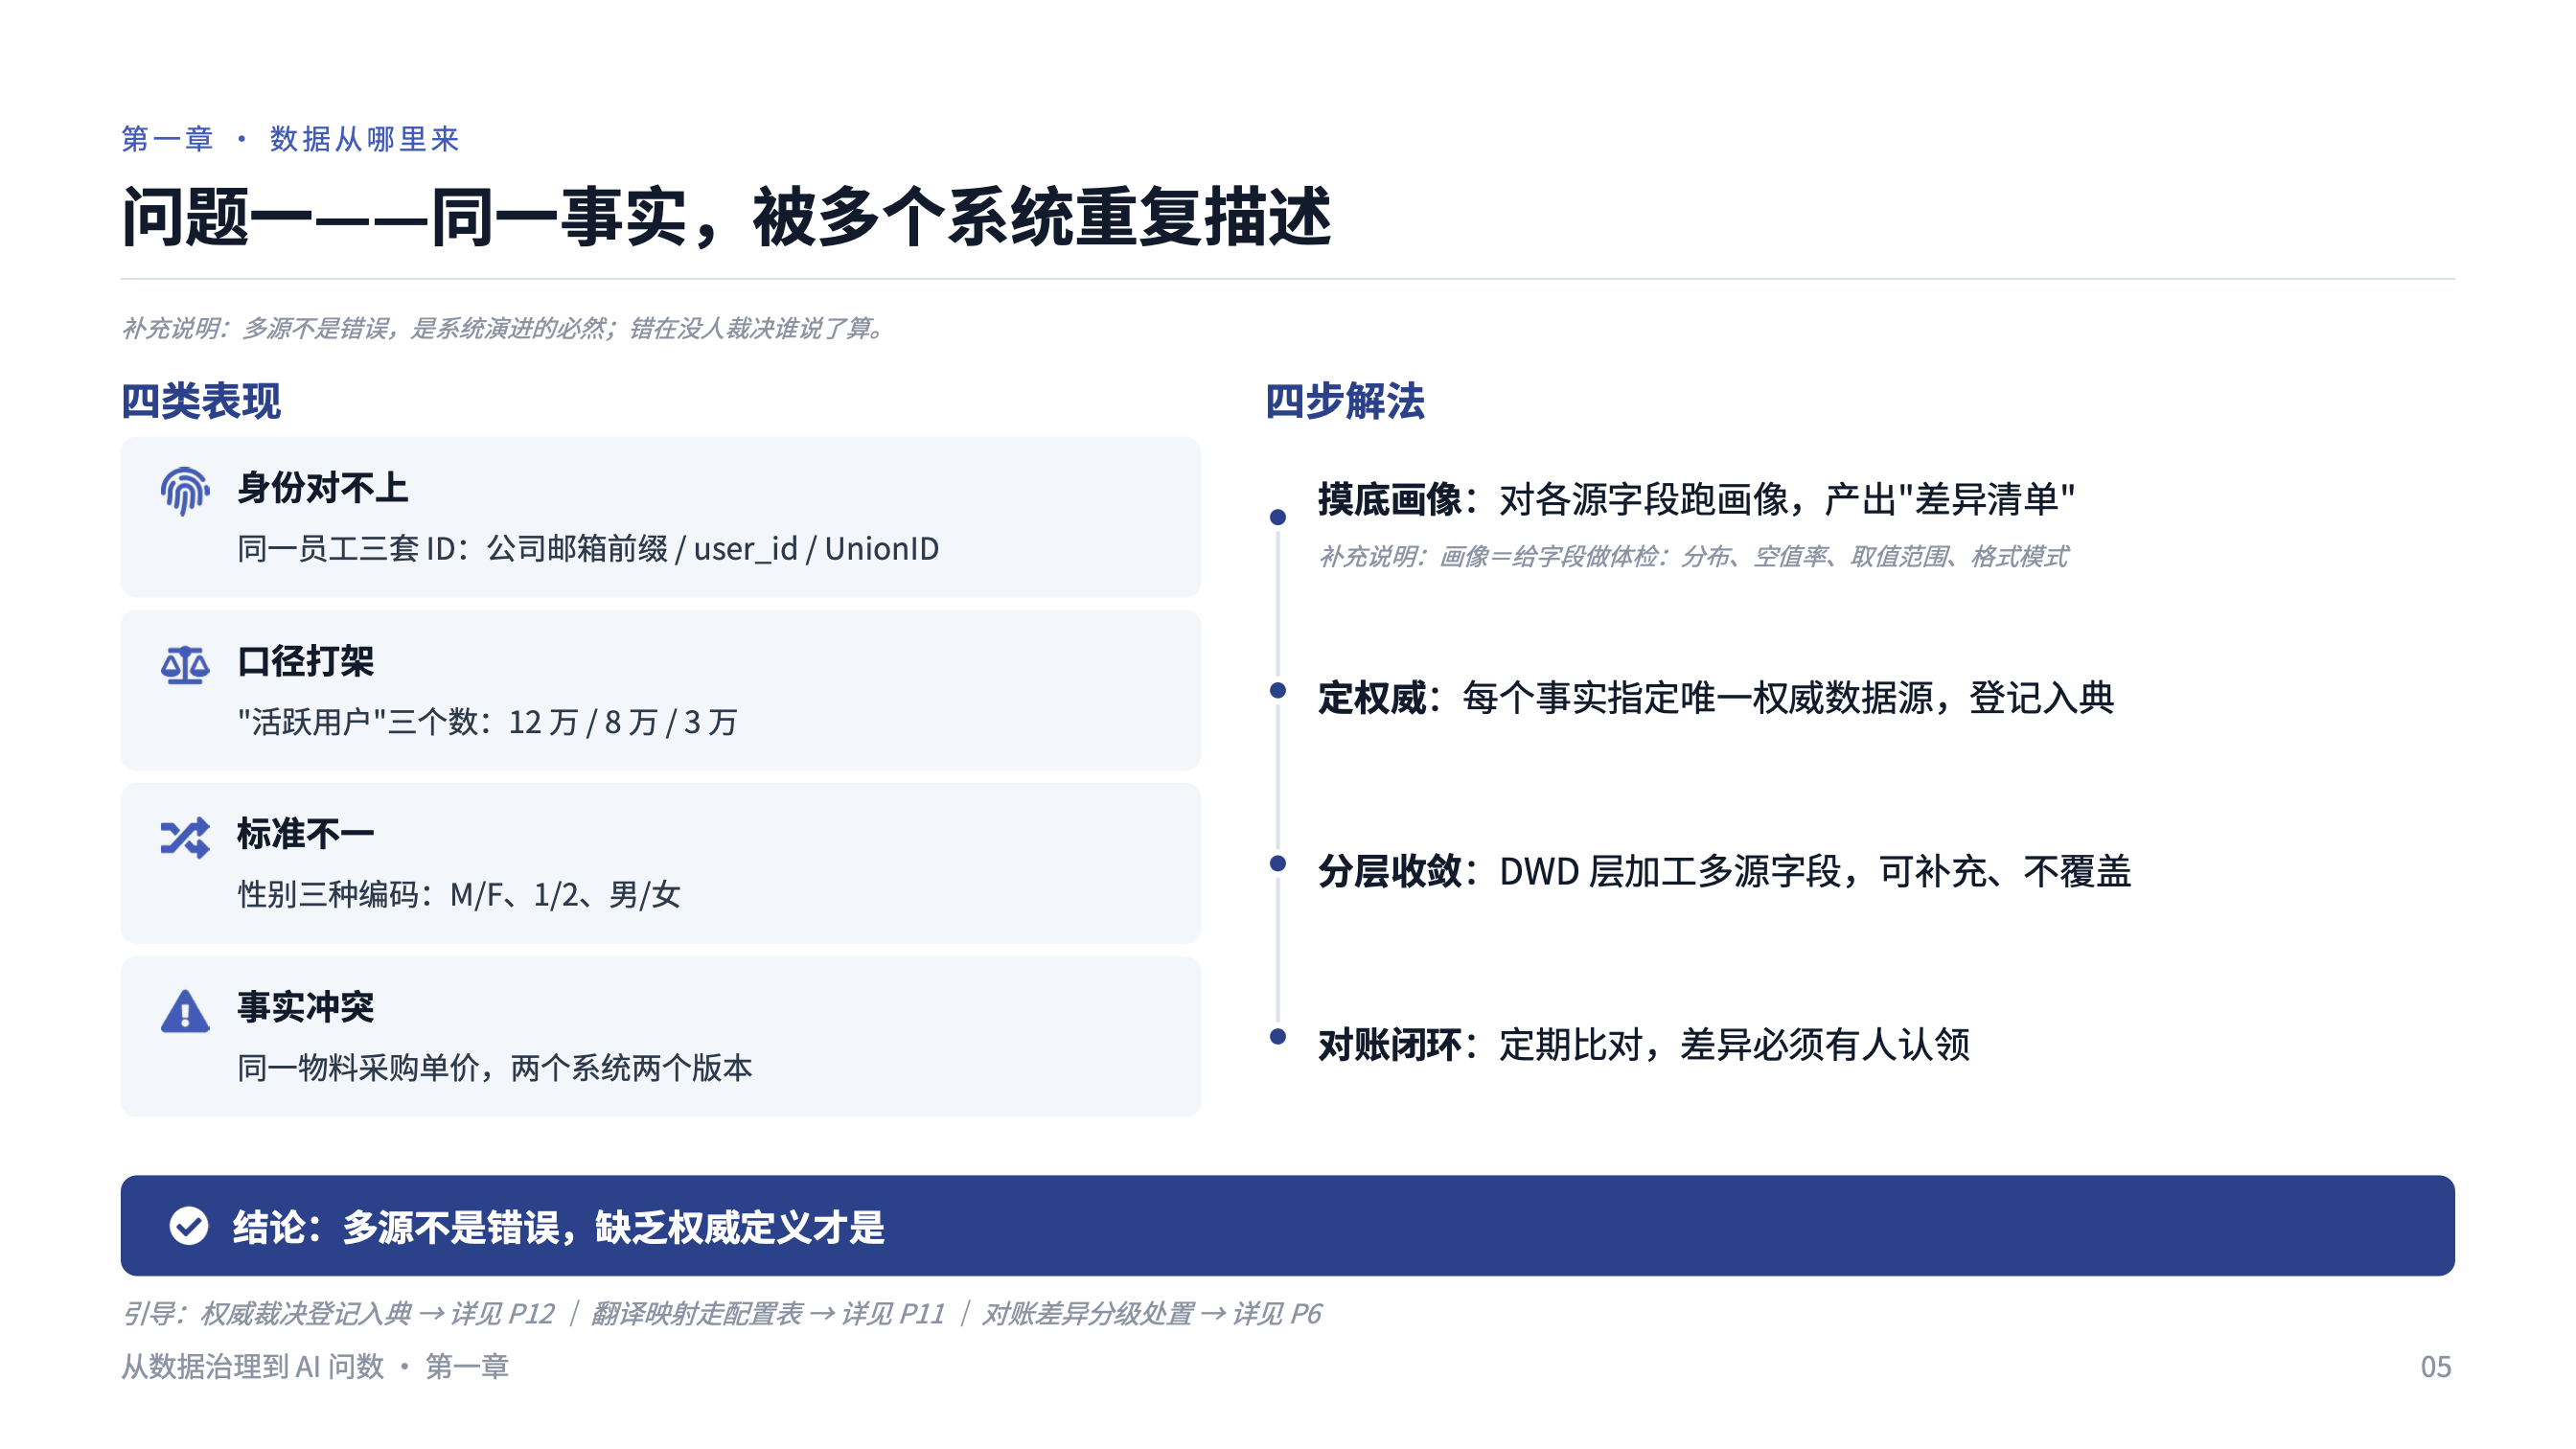 第一章 · 数据从哪里来
问题一——同一事实，被多个系统重复描述
补充说明：多源不是错误，是系统演进的必然；错在没人裁决谁说了算。
四类表现
身份对不上
同一员工三套 ID：公司邮箱前缀 / user_id / UnionID
口径打架
"活跃用户"三个数：12 万 / 8 万 / 3 万
标准不一
性别三种编码：M/F、1/2、男/女
事实冲突
同一物料采购单价，两个系统两个版本
四步解法
摸底画像：对各源字段跑画像，产出"差异清单"
补充说明：画像＝给字段做体检：分布、空值率、取值范围、格式模式
定权威：每个事实指定唯一权威数据源，登记入典
分层收敛：DWD 层加工多源字段，可补充、不覆盖
对账闭环：定期比对，差异必须有人认领
结论：多源不是错误，缺乏权威定义才是
引导：权威裁决登记入典 → 详见 P12 ｜ 翻译映射走配置表 → 详见 P11 ｜ 对账差异分级处置 → 详见 P6
从数据治理到 AI 问数 · 第一章
05